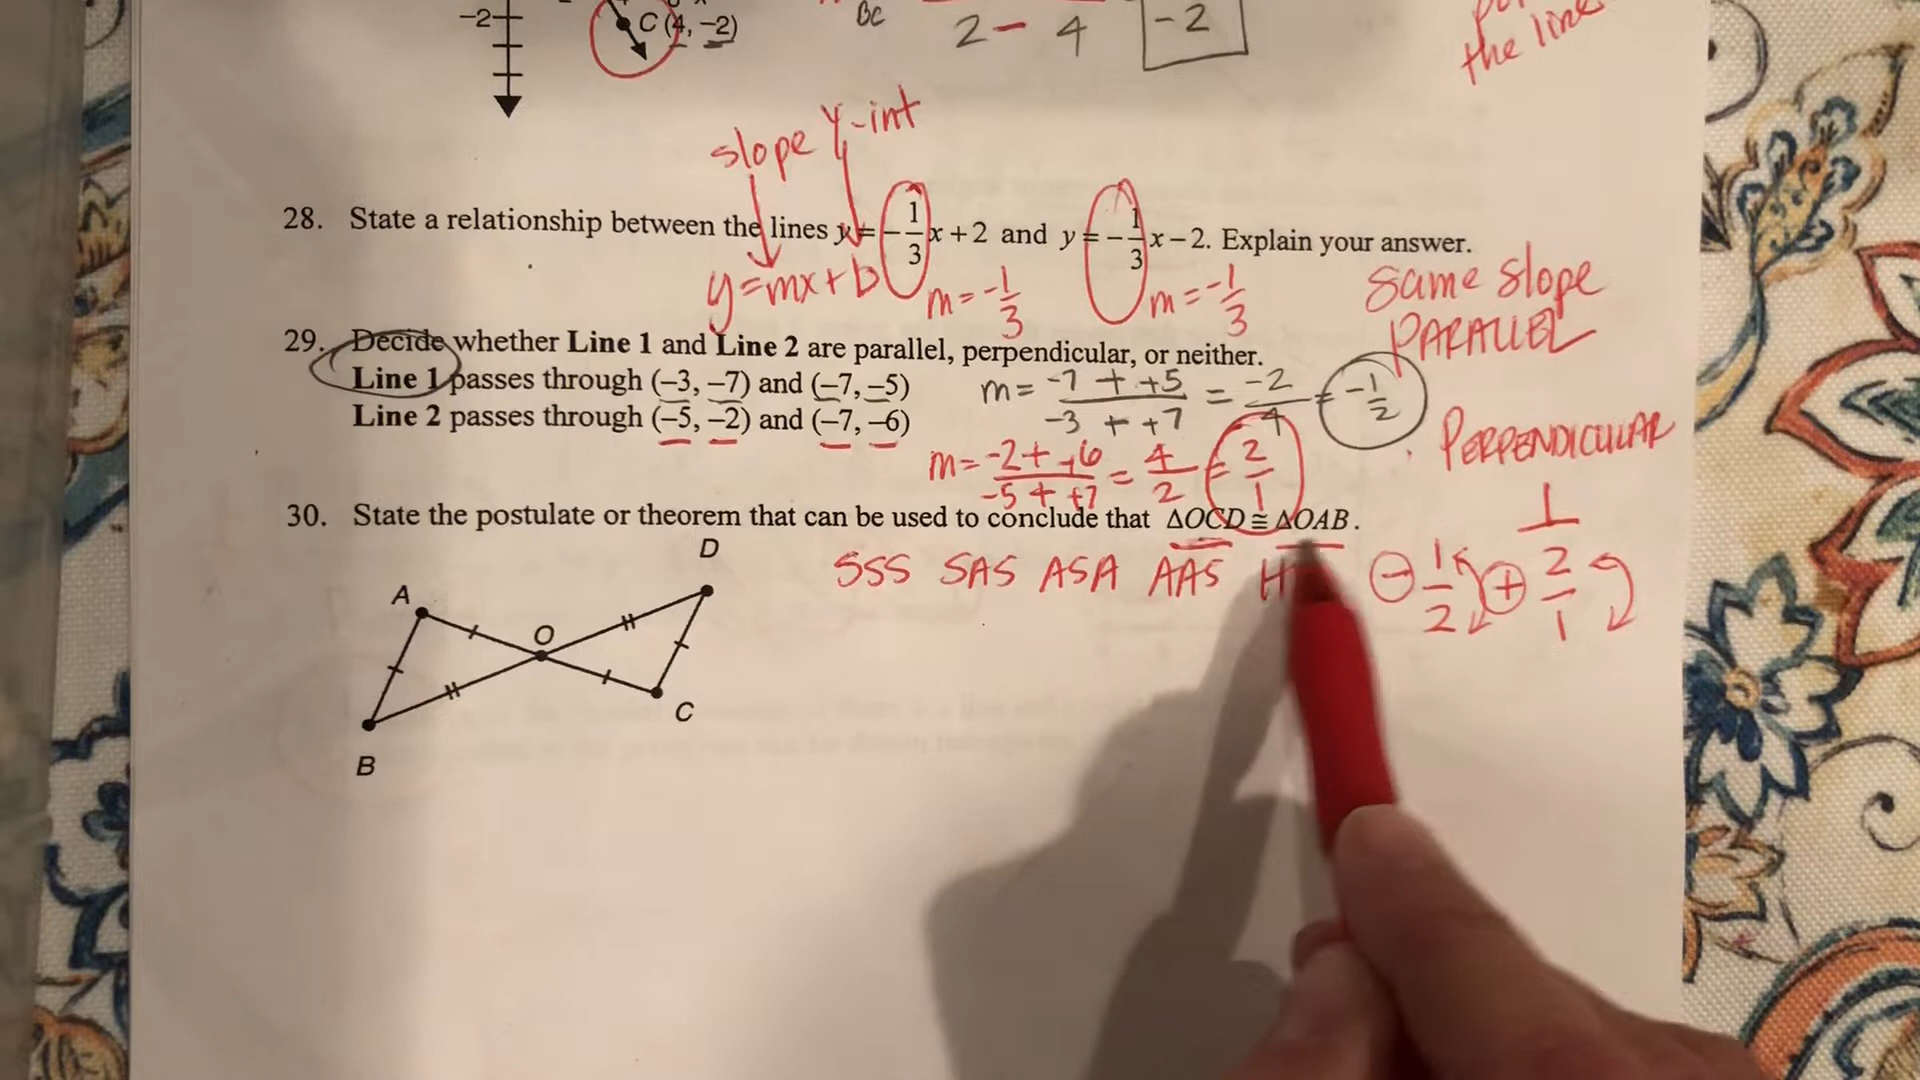 -2
C (4, -2)
BC
2 - 4
-2
the line
slope y-int
28. State a relationship between the lines y = -1/3 x + 2 and y = -1/3 x - 2. Explain your answer.
y=mx+b
m = -1/3
m = -1/3
same slope
PARALLEL
29. Decide whether Line 1 and Line 2 are parallel, perpendicular, or neither.
Line 1 passes through (–3, –7) and (–7, –5)
m = -7 + +5 / -3 + +7 = -2/4 = -1/2
Line 2 passes through (–5, –2) and (–7, –6)
m = -2 + +6 / -5 + +7 = 4/2 = 2/1
PERPENDICULAR
⊥
30. State the postulate or theorem that can be used to conclude that ΔOCD ≅ ΔOAB.
SSS SAS ASA AAS H
- 1/2 + 2/1
D
A
O
C
B